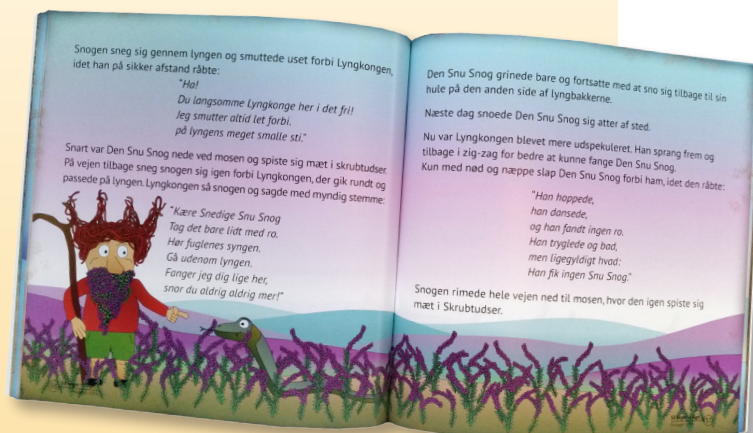 Snogen sneg sig gennem lyngen og smuttede uset forbi Lyngkongen,
idet han på sikker afstand råbte:
"Ha!
Du langsomme Lyngkonge her i det fri!
Jeg smutter altid let forbi.
på lyngens meget smalle sti."
Snart var Den Snu Snog nede ved mosen og spiste sig mæt i skrubtudser.
På vejen tilbage sneg snogen sig igen forbi Lyngkongen, der gik rundt og
passede på lyngen. Lyngkongen så snogen og sagde med myndig stemme:
"Kære Snedige Snu Snog
Tag det bare lidt med ro.
Hør fuglenes syngen.
Gå udenom lyngen.
Fanger jeg dig lige her,
snor du aldrig aldrig mer!"
Den Snu Snog grinede bare og fortsatte med at sno sig tilbage til sin
hule på den anden side af lyngbakkerne.
Næste dag snoede Den Snu Snog sig atter af sted.
Nu var Lyngkongen blevet mere udspekuleret. Han sprang frem og
tilbage i zig-zag for bedre at kunne fange Den Snu Snog.
Kun med nød og næppe slap Den Snu Snog forbi ham, idet den råbte:
"Han hoppede,
han dansede,
og han fandt ingen ro.
Han tryglede og bad,
men ligegyldigt hvad:
Han fik ingen Snu Snog."
Snogen rimede hele vejen ned til mosen, hvor den igen spiste sig
mæt i Skrubtudser.